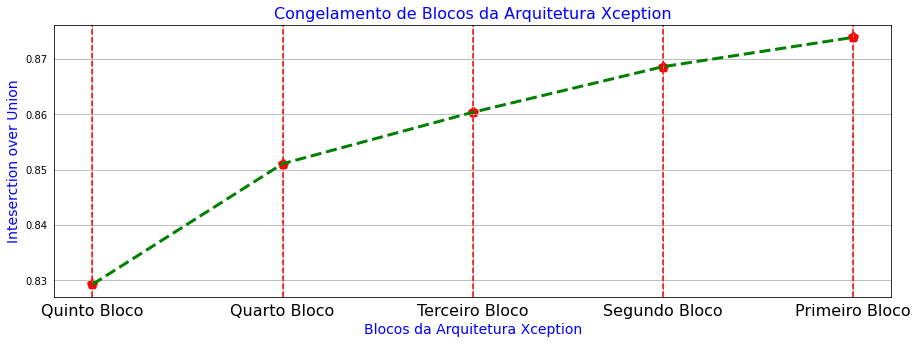 Congelamento de Blocos da Arquitetura Xception
Inteserction over Union
0.87
0.86
0.85
0.84
0.83
Quinto Bloco Quarto Bloco Terceiro Bloco Segundo Bloco Primeiro Bloco
Blocos da Arquitetura Xception